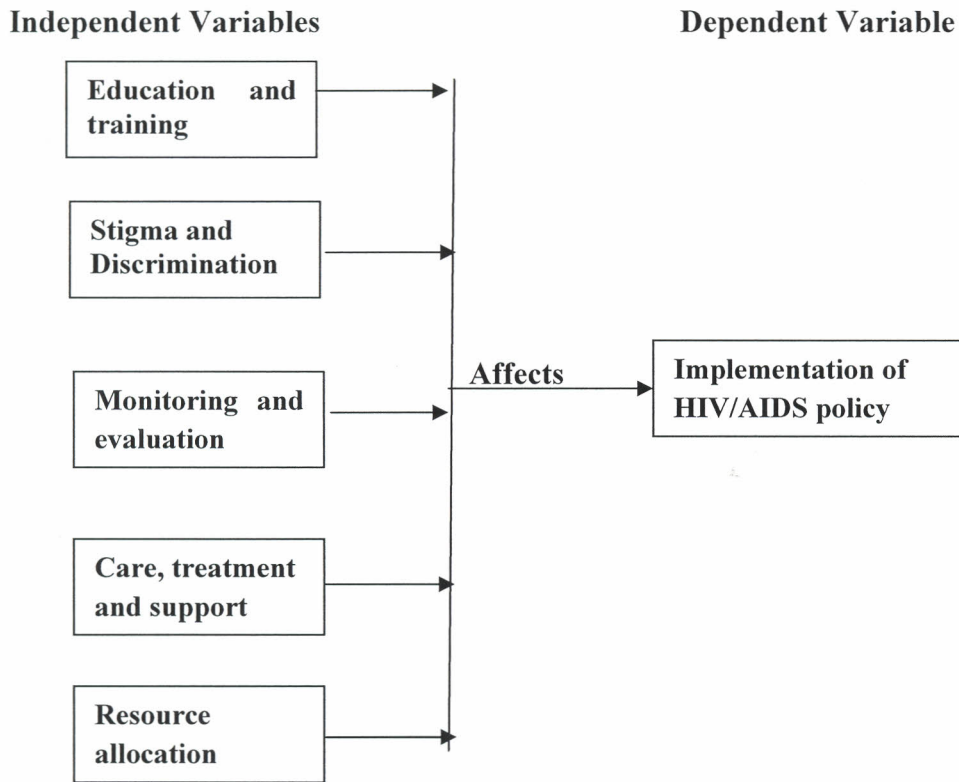 Independent Variables
Dependent Variable
Education and
training
Stigma and
Discrimination
Monitoring and
evaluation
Affects
Implementation of
HIV/AIDS policy
Care, treatment
and support
Resource
allocation